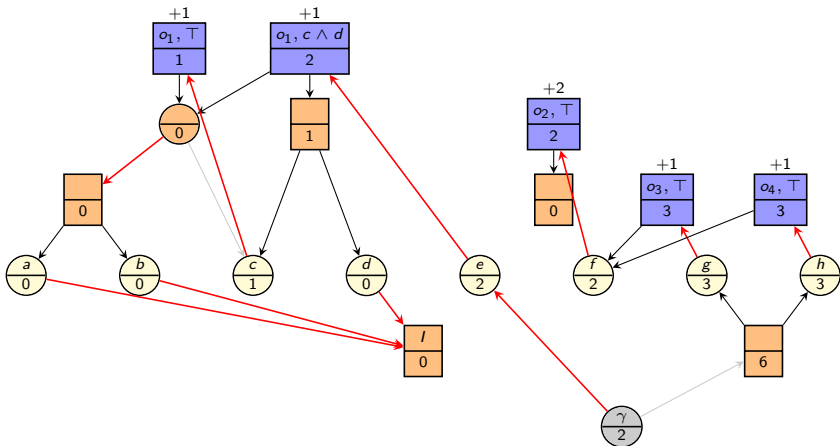 +1 +1
o₁, ⊤ o₁, c ∧ d
1 2
+2
o₂, ⊤
2
0 1
+1 +1
o₃, ⊤ o₄, ⊤
0 0 3 3
a b c d e f g h
0 0 1 0 2 2 3 3
I
0 6
γ
2